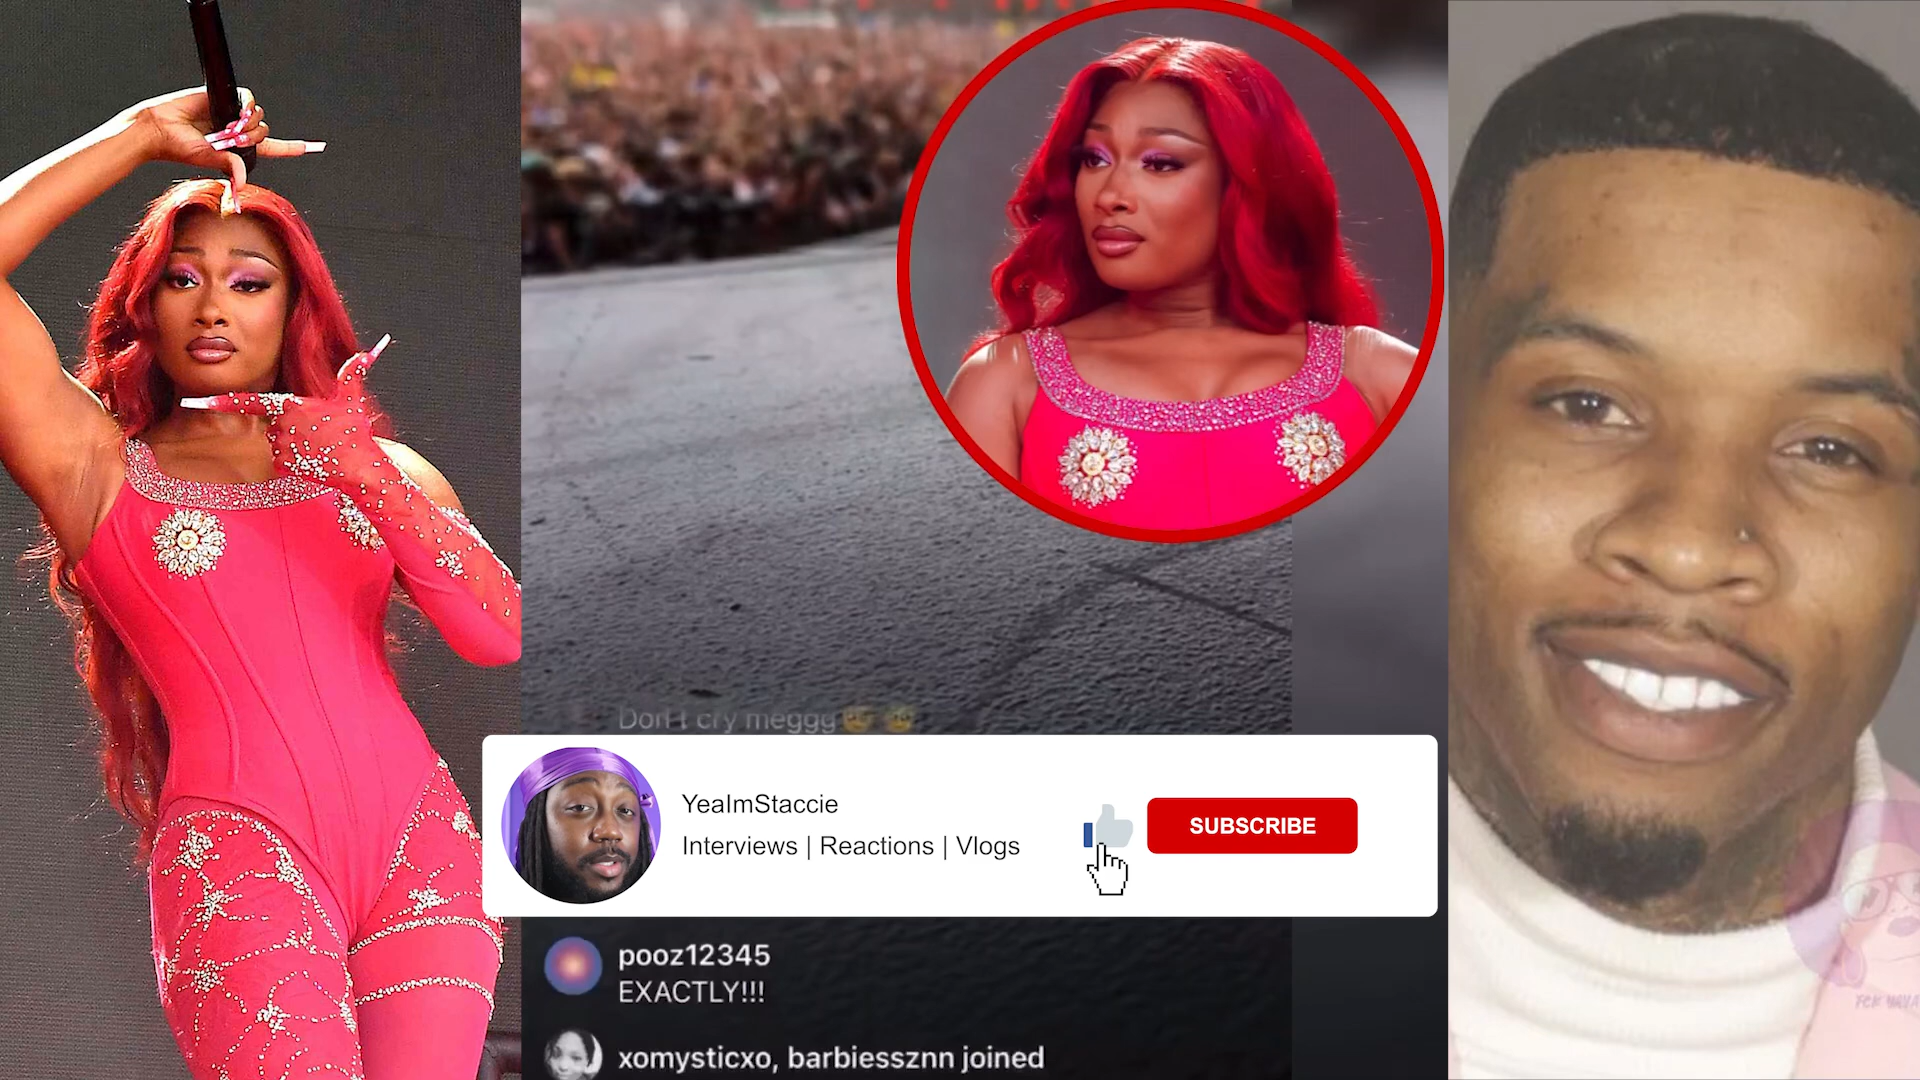 Don't cry meggg
YeaImStaccie
Interviews | Reactions | Vlogs
SUBSCRIBE
pooz12345
EXACTLY!!!
xomysticxo, barbiessznn joined